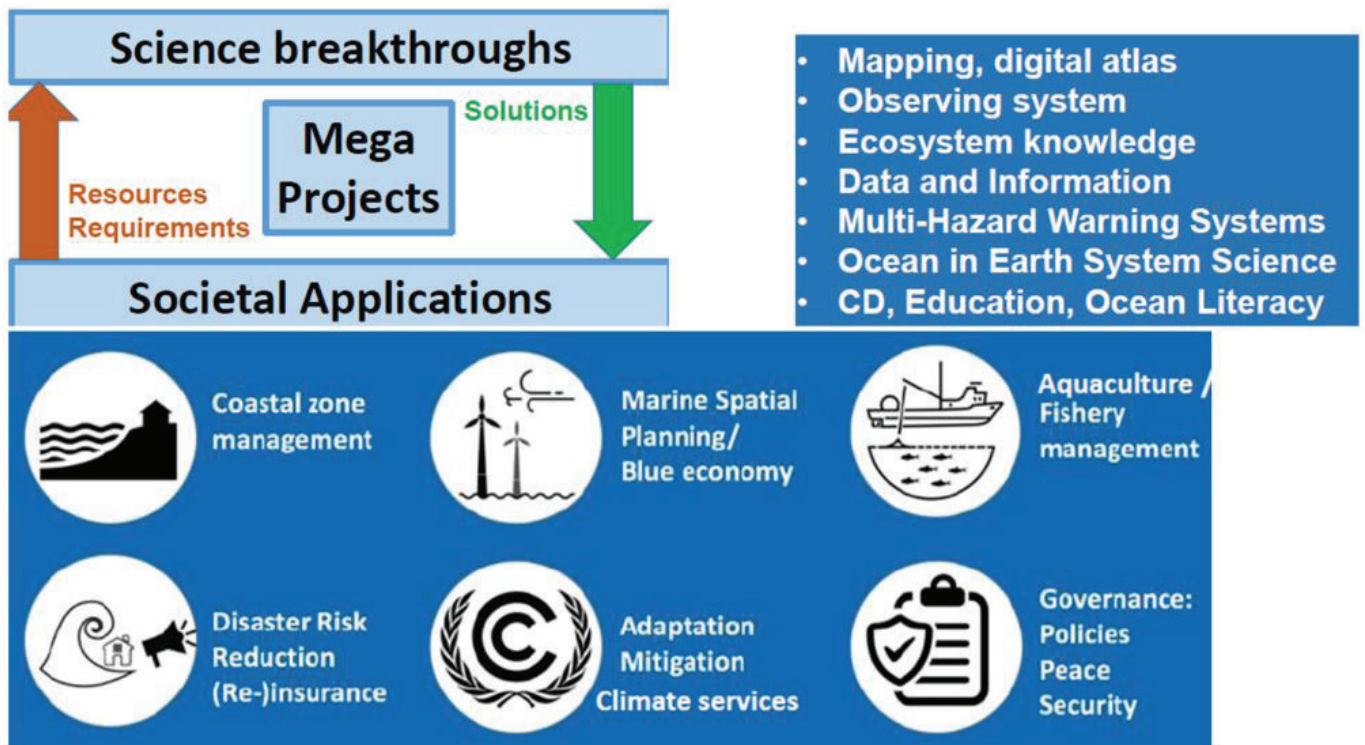 Science breakthroughs
Solutions
Mega
Projects
Resources
Requirements
Societal Applications
• Mapping, digital atlas
• Observing system
• Ecosystem knowledge
• Data and Information
• Multi-Hazard Warning Systems
• Ocean in Earth System Science
• CD, Education, Ocean Literacy
Coastal zone
management
Marine Spatial
Planning/
Blue economy
Aquaculture /
Fishery
management
Disaster Risk
Reduction
(Re-)insurance
Adaptation
Mitigation
Climate services
Governance:
Policies
Peace
Security